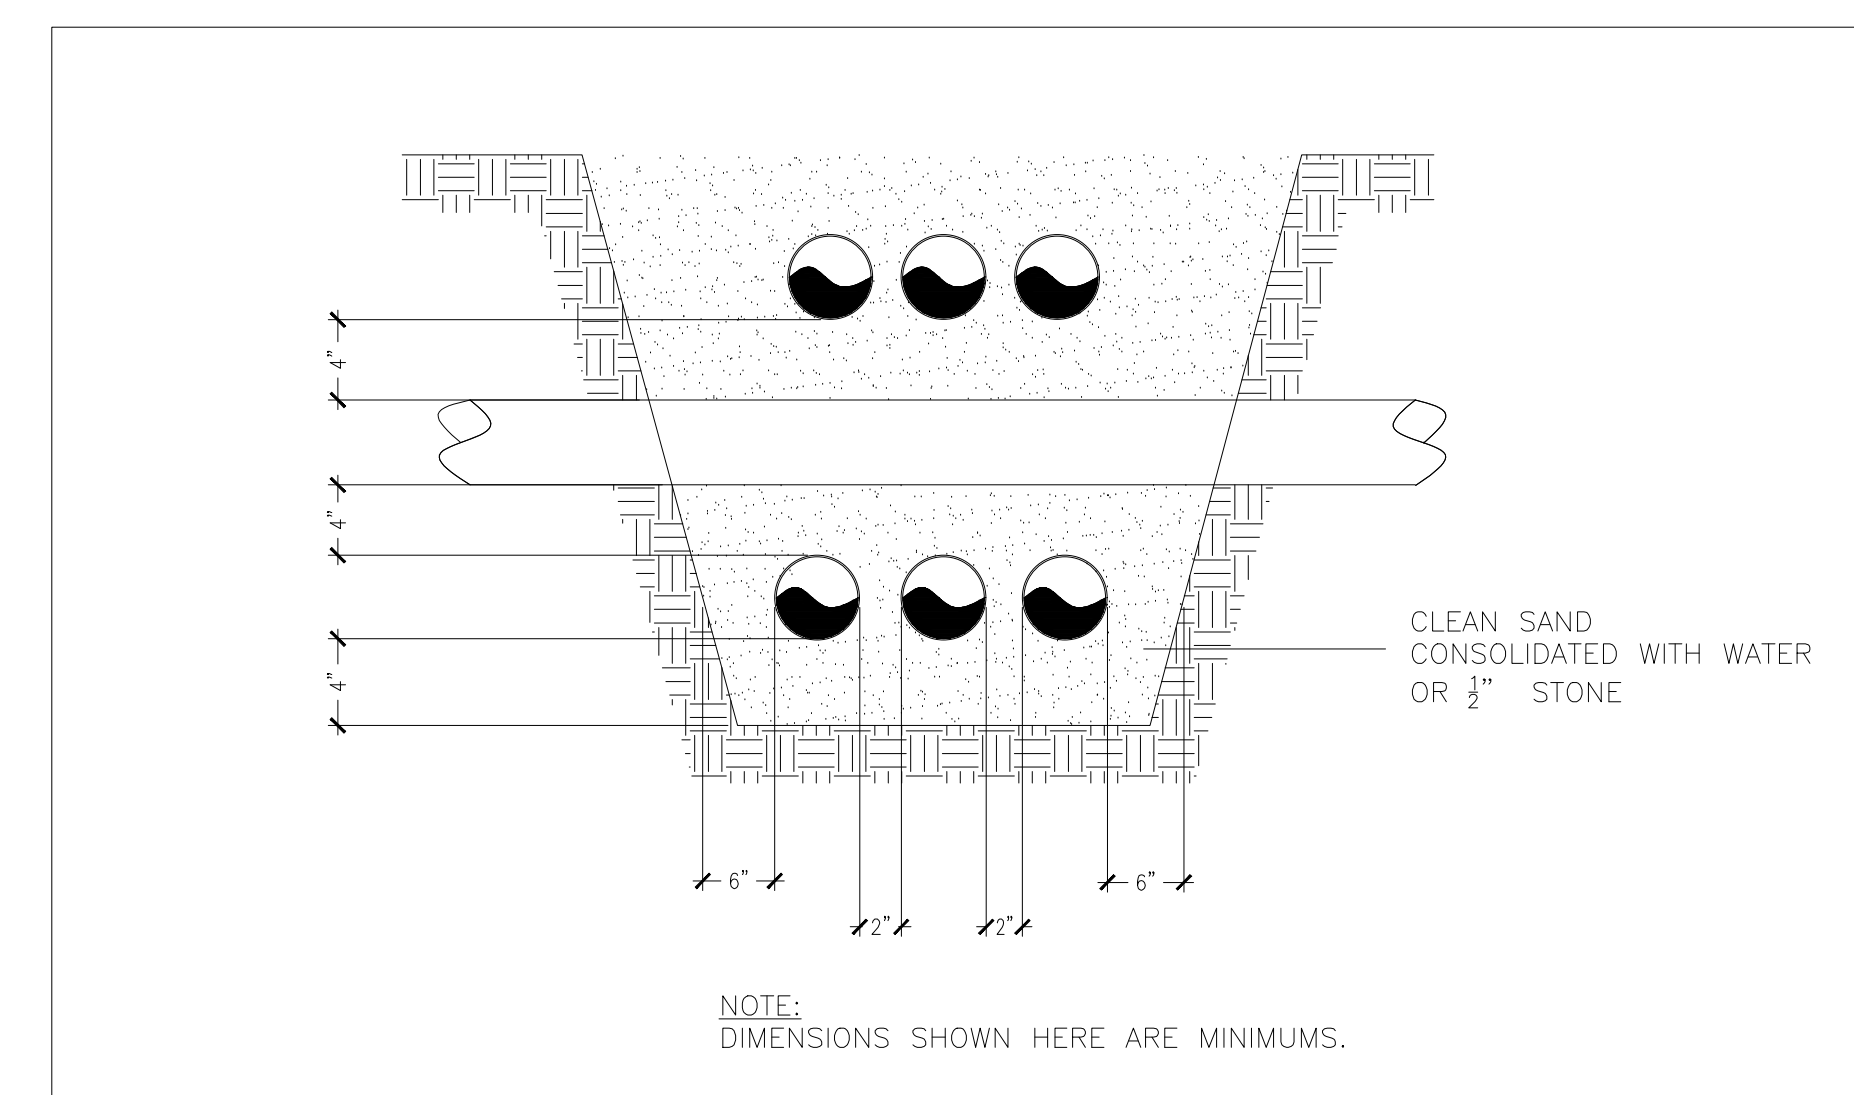 4"
4"
4"
CLEAN SAND
CONSOLIDATED WITH WATER
OR ½" STONE
6"
6"
2"
2"
NOTE:
DIMENSIONS SHOWN HERE ARE MINIMUMS.